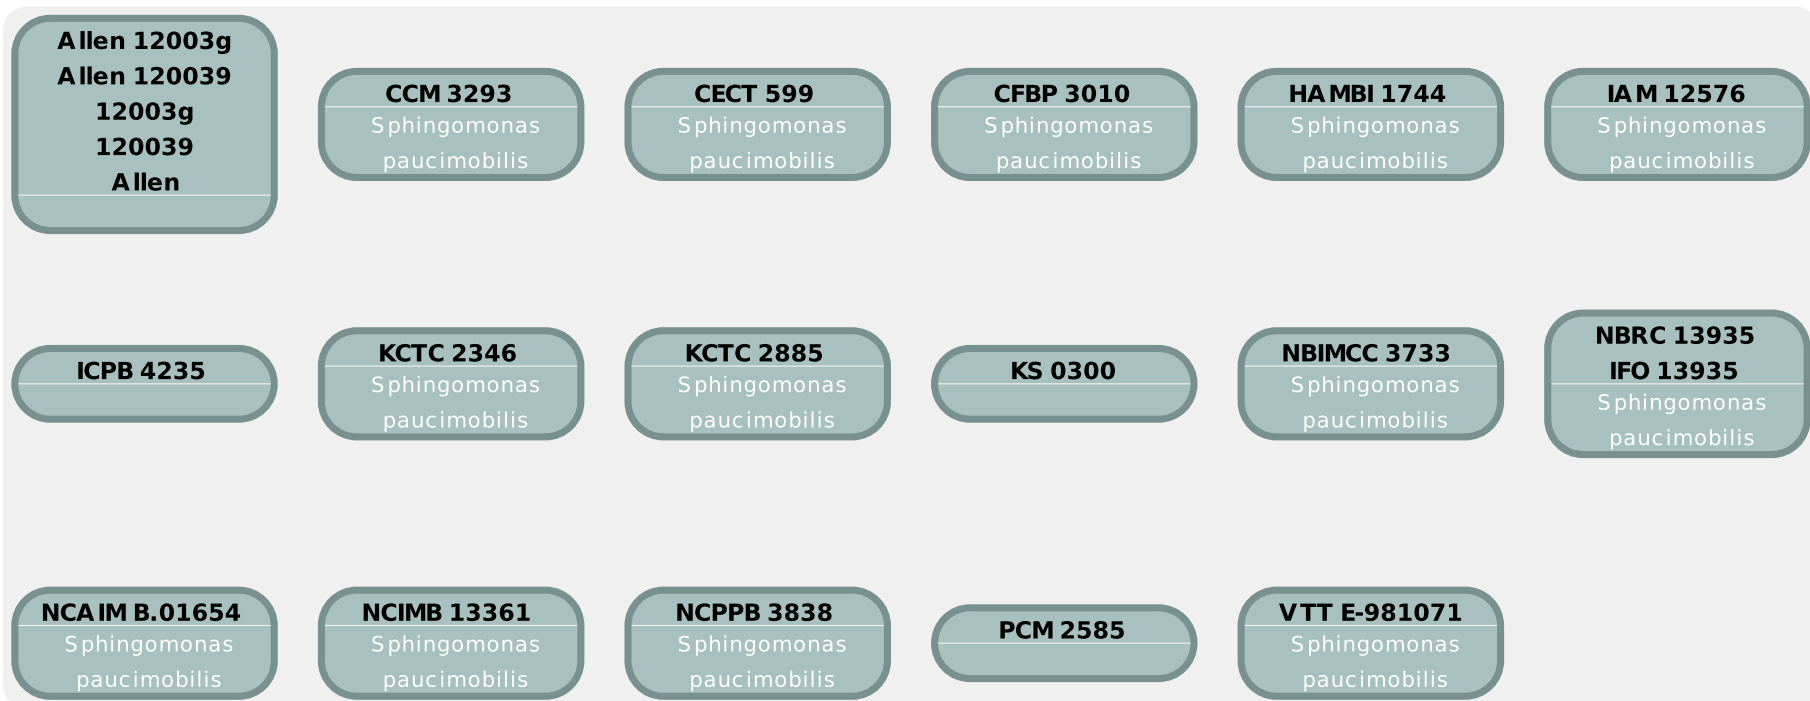 Allen 12003g
Allen 120039
12003g
120039
Allen
CCM 3293
Sphingomonas
paucimobilis
CECT 599
Sphingomonas
paucimobilis
CFBP 3010
Sphingomonas
paucimobilis
HAMBI 1744
Sphingomonas
paucimobilis
IAM 12576
Sphingomonas
paucimobilis
ICPB 4235
KCTC 2346
Sphingomonas
paucimobilis
KCTC 2885
Sphingomonas
paucimobilis
KS 0300
NBIMCC 3733
Sphingomonas
paucimobilis
NBRC 13935
IFO 13935
Sphingomonas
paucimobilis
NCAIM B.01654
Sphingomonas
paucimobilis
NCIMB 13361
Sphingomonas
paucimobilis
NCPPB 3838
Sphingomonas
paucimobilis
PCM 2585
VTT E-981071
Sphingomonas
paucimobilis